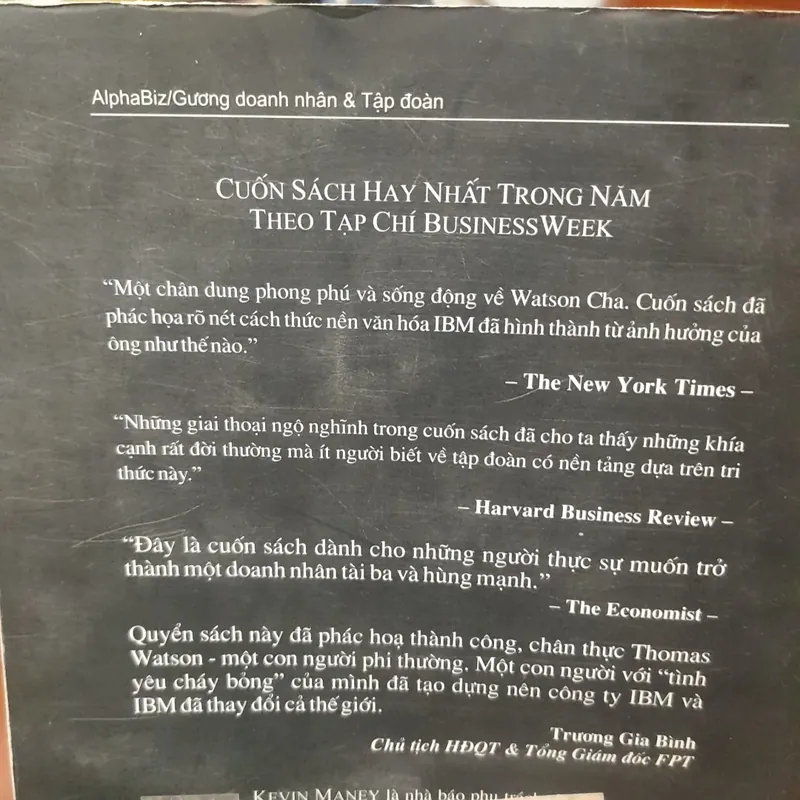 AlphaBiz/Gương doanh nhân & Tập đoàn
CUỐN SÁCH HAY NHẤT TRONG NĂM
THEO TẠP CHÍ BUSINESSWEEK
“Một chân dung phong phú và sống động về Watson Cha. Cuốn sách đã
phác họa rõ nét cách thức nền văn hóa IBM đã hình thành từ ảnh hưởng của
ông như thế nào.”
– The New York Times –
“Những giai thoại ngộ nghĩnh trong cuốn sách đã cho ta thấy những khía
cạnh rất đời thường mà ít người biết về tập đoàn có nền tảng dựa trên tri
thức này.”
– Harvard Business Review –
“Đây là cuốn sách dành cho những người thực sự muốn trở
thành một doanh nhân tài ba và hùng mạnh.”
– The Economist –
Quyển sách này đã phác hoạ thành công, chân thực Thomas
Watson - một con người phi thường. Một con người với “tình
yêu cháy bỏng” của mình đã tạo dựng nên công ty IBM và
IBM đã thay đổi cả thế giới.
Trương Gia Bình
Chủ tịch HĐQT & Tổng Giám đốc FPT
KEVIN MANEY là nhà báo phụ